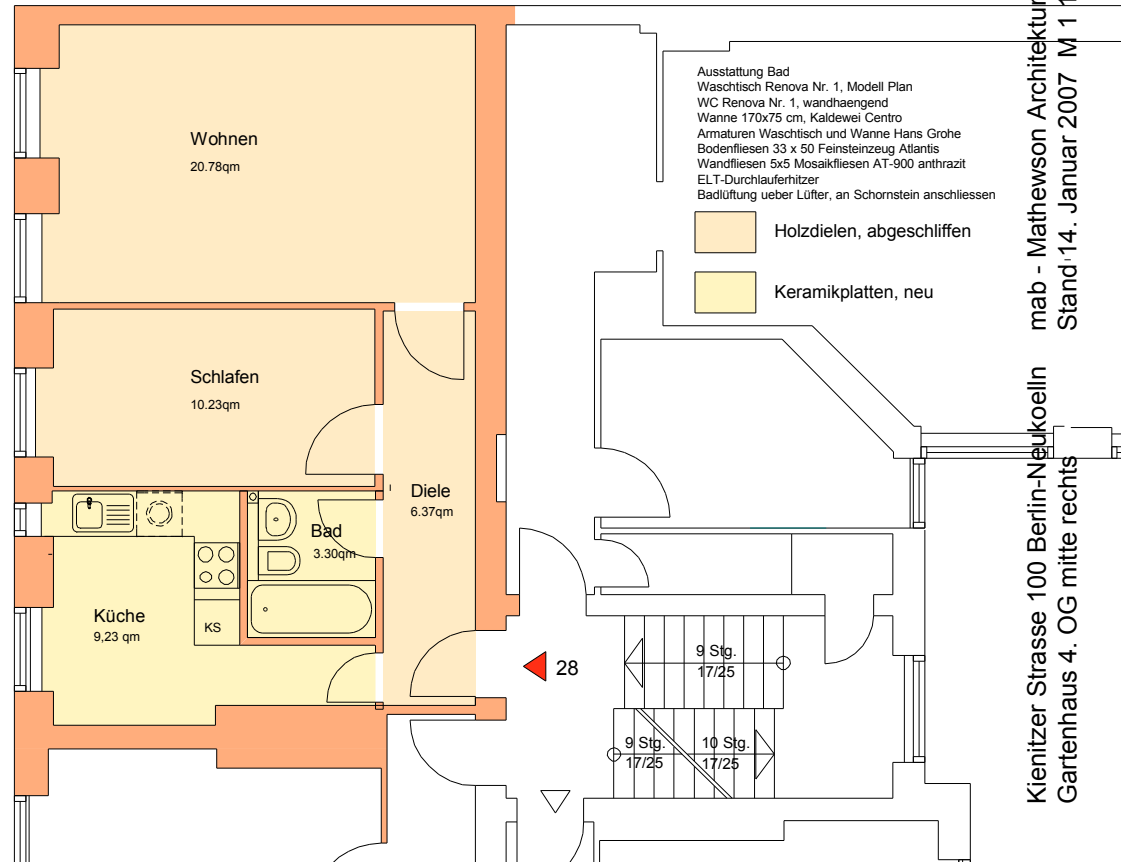 Wohnen
20.78qm
Schlafen
10.23qm
Diele
6.37qm
Bad
3.30qm
Küche
9,23 qm
KS
28
9 Stg.
17/25
9 Stg.
17/25
10 Stg.
17/25
Ausstattung Bad
Waschtisch Renova Nr. 1, Modell Plan
WC Renova Nr. 1, wandhaengend
Wanne 170x75 cm, Kaldewei Centro
Armaturen Waschtisch und Wanne Hans Grohe
Bodenfliesen 33 x 50 Feinsteinzeug Atlantis
Wandfliesen 5x5 Mosaikfliesen AT-900 anthrazit
ELT-Durchlauferhitzer
Badlüftung ueber Lüfter, an Schornstein anschliessen
Holzdielen, abgeschliffen
Keramikplatten, neu
Kienitzer Strasse 100 Berlin-Neukoelln mab - Mathewson Architektur
Gartenhaus 4. OG mitte rechts Stand 14. Januar 2007 M 1